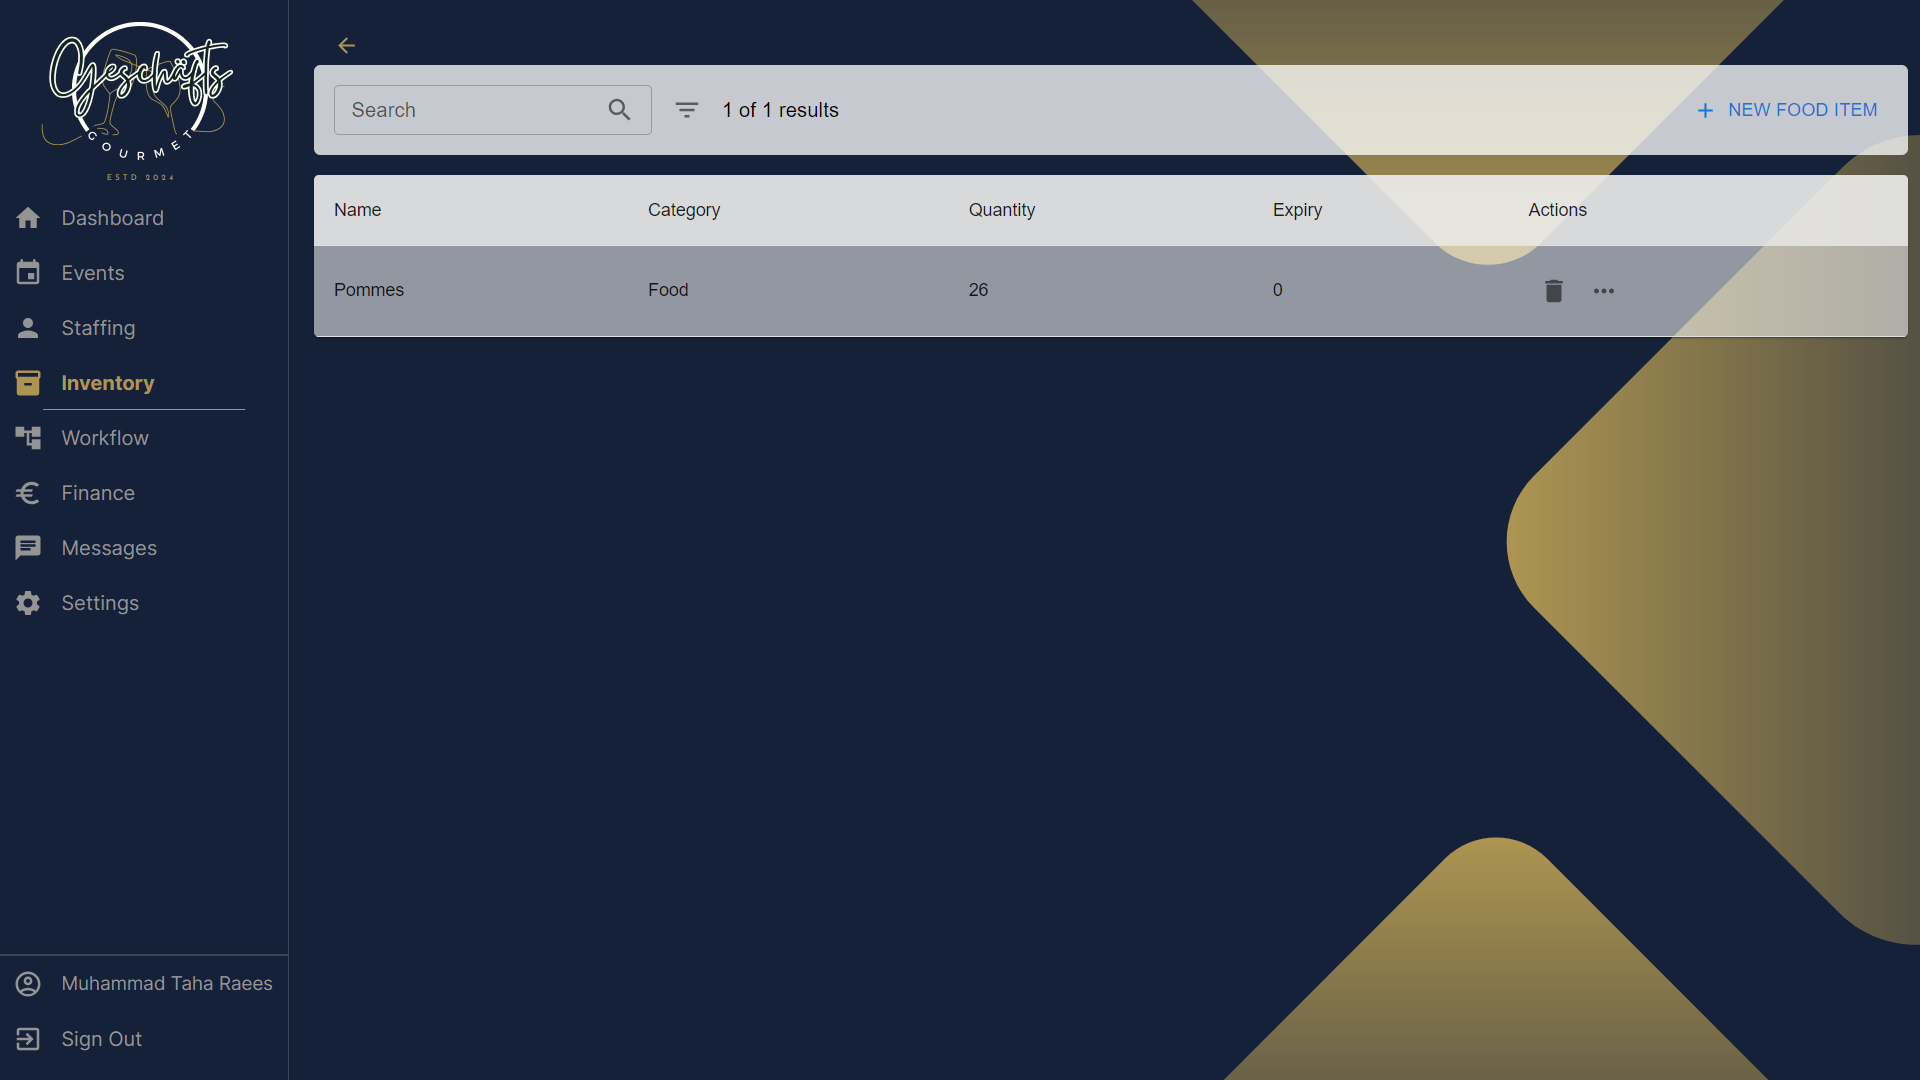 Geschäfts
GOURMET
ESTD 2024
Dashboard
Events
Staffing
Inventory
Workflow
Finance
Messages
Settings
Muhammad Taha Raees
Sign Out
Search
1 of 1 results
+ NEW FOOD ITEM
Name Category Quantity Expiry Actions
Pommes Food 26 0